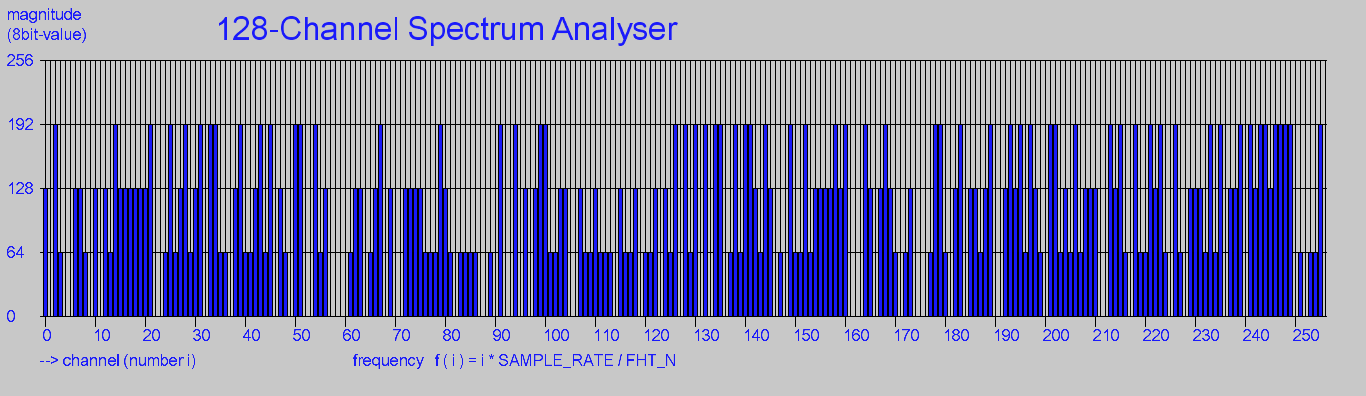 magnitude
(8bit-value)
128-Channel Spectrum Analyser
256
192
128
64
0
0 10 20 30 40 50 60 70 80 90 100 110 120 130 140 150 160 170 180 190 200 210 220 230 240 250
--> channel (number i) frequency f ( i ) = i * SAMPLE_RATE / FHT_N